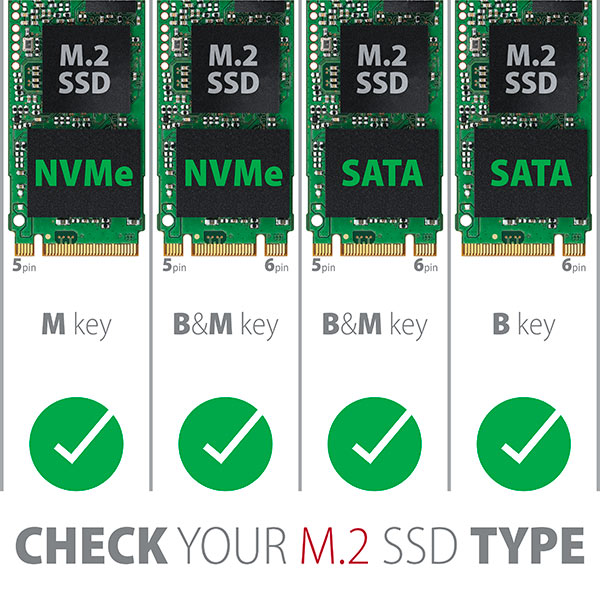 M.2 SSD M.2 SSD M.2 SSD M.2 SSD
NVMe NVMe SATA SATA
5pin 5pin 6pin 5pin 6pin 6pin
M key B&M key B&M key B key
CHECK YOUR M.2 SSD TYPE